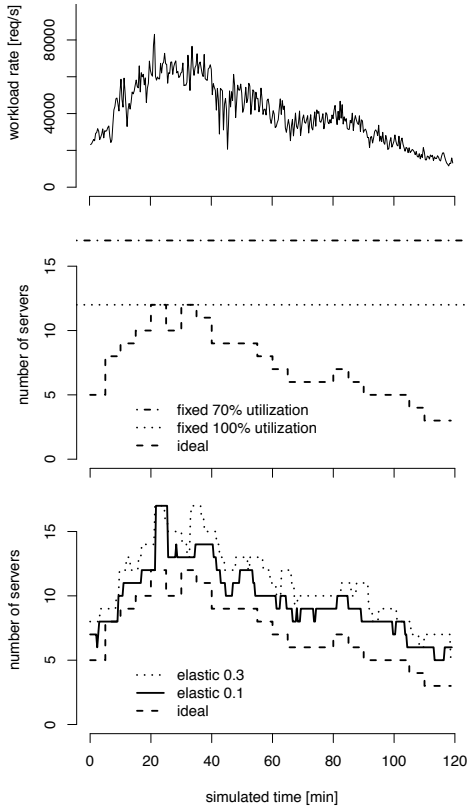 workload rate [req/s]
80000
40000
0
number of servers
15
10
5
0
fixed 70% utilization
fixed 100% utilization
ideal
number of servers
15
10
5
0
elastic 0.3
elastic 0.1
ideal
0 20 40 60 80 100 120
simulated time [min]